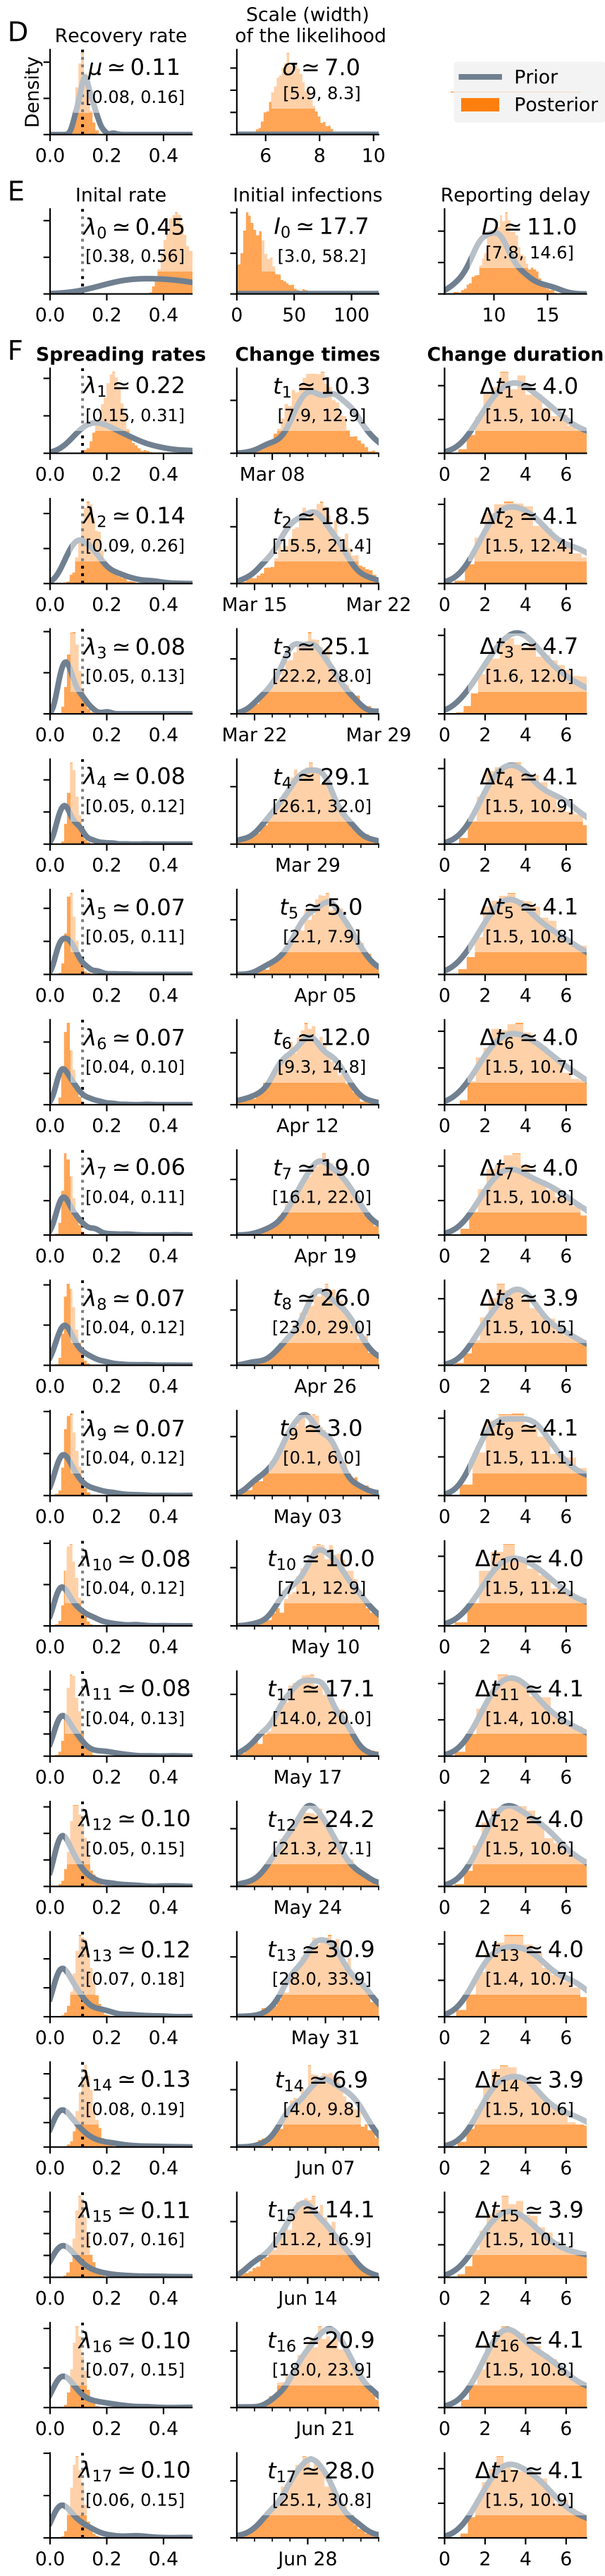 D
Recovery rate
Density
μ ≃ 0.11
[0.08, 0.16]
0.0 0.2 0.4
Scale (width)
of the likelihood
σ ≃ 7.0
[5.9, 8.3]
6 8 10
Prior
Posterior
E
Inital rate
λ0 ≃ 0.45
[0.38, 0.56]
0.0 0.2 0.4
Initial infections
I0 ≃ 17.7
[3.0, 58.2]
0 50 100
Reporting delay
D ≃ 11.0
[7.8, 14.6]
10 15
F
Spreading rates Change times Change duration
λ1 ≃ 0.22 t1 ≃ 10.3 Δt1 ≃ 4.0
[0.15, 0.31] [7.9, 12.9] [1.5, 10.7]
0.0 0.2 0.4 Mar 08 0 2 4 6
λ2 ≃ 0.14 t2 ≃ 18.5 Δt2 ≃ 4.1
[0.09, 0.26] [15.5, 21.4] [1.5, 12.4]
0.0 0.2 0.4 Mar 15 Mar 22 0 2 4 6
λ3 ≃ 0.08 t3 ≃ 25.1 Δt3 ≃ 4.7
[0.05, 0.13] [22.2, 28.0] [1.6, 12.0]
0.0 0.2 0.4 Mar 22 Mar 29 0 2 4 6
λ4 ≃ 0.08 t4 ≃ 29.1 Δt4 ≃ 4.1
[0.05, 0.12] [26.1, 32.0] [1.5, 10.9]
0.0 0.2 0.4 Mar 29 0 2 4 6
λ5 ≃ 0.07 t5 ≃ 5.0 Δt5 ≃ 4.1
[0.05, 0.11] [2.1, 7.9] [1.5, 10.8]
0.0 0.2 0.4 Apr 05 0 2 4 6
λ6 ≃ 0.07 t6 ≃ 12.0 Δt6 ≃ 4.0
[0.04, 0.10] [9.3, 14.8] [1.5, 10.7]
0.0 0.2 0.4 Apr 12 0 2 4 6
λ7 ≃ 0.06 t7 ≃ 19.0 Δt7 ≃ 4.0
[0.04, 0.11] [16.1, 22.0] [1.5, 10.8]
0.0 0.2 0.4 Apr 19 0 2 4 6
λ8 ≃ 0.07 t8 ≃ 26.0 Δt8 ≃ 3.9
[0.04, 0.12] [23.0, 29.0] [1.5, 10.5]
0.0 0.2 0.4 Apr 26 0 2 4 6
λ9 ≃ 0.07 t9 ≃ 3.0 Δt9 ≃ 4.1
[0.04, 0.12] [0.1, 6.0] [1.5, 11.1]
0.0 0.2 0.4 May 03 0 2 4 6
λ10 ≃ 0.08 t10 ≃ 10.0 Δt10 ≃ 4.0
[0.04, 0.12] [7.1, 12.9] [1.5, 11.2]
0.0 0.2 0.4 May 10 0 2 4 6
λ11 ≃ 0.08 t11 ≃ 17.1 Δt11 ≃ 4.1
[0.04, 0.13] [14.0, 20.0] [1.4, 10.8]
0.0 0.2 0.4 May 17 0 2 4 6
λ12 ≃ 0.10 t12 ≃ 24.2 Δt12 ≃ 4.0
[0.05, 0.15] [21.3, 27.1] [1.5, 10.6]
0.0 0.2 0.4 May 24 0 2 4 6
λ13 ≃ 0.12 t13 ≃ 30.9 Δt13 ≃ 4.0
[0.07, 0.18] [28.0, 33.9] [1.4, 10.7]
0.0 0.2 0.4 May 31 0 2 4 6
λ14 ≃ 0.13 t14 ≃ 6.9 Δt14 ≃ 3.9
[0.08, 0.19] [4.0, 9.8] [1.5, 10.6]
0.0 0.2 0.4 Jun 07 0 2 4 6
λ15 ≃ 0.11 t15 ≃ 14.1 Δt15 ≃ 3.9
[0.07, 0.16] [11.2, 16.9] [1.5, 10.1]
0.0 0.2 0.4 Jun 14 0 2 4 6
λ16 ≃ 0.10 t16 ≃ 20.9 Δt16 ≃ 4.1
[0.07, 0.15] [18.0, 23.9] [1.5, 10.8]
0.0 0.2 0.4 Jun 21 0 2 4 6
λ17 ≃ 0.10 t17 ≃ 28.0 Δt17 ≃ 4.1
[0.06, 0.15] [25.1, 30.8] [1.5, 10.9]
0.0 0.2 0.4 Jun 28 0 2 4 6